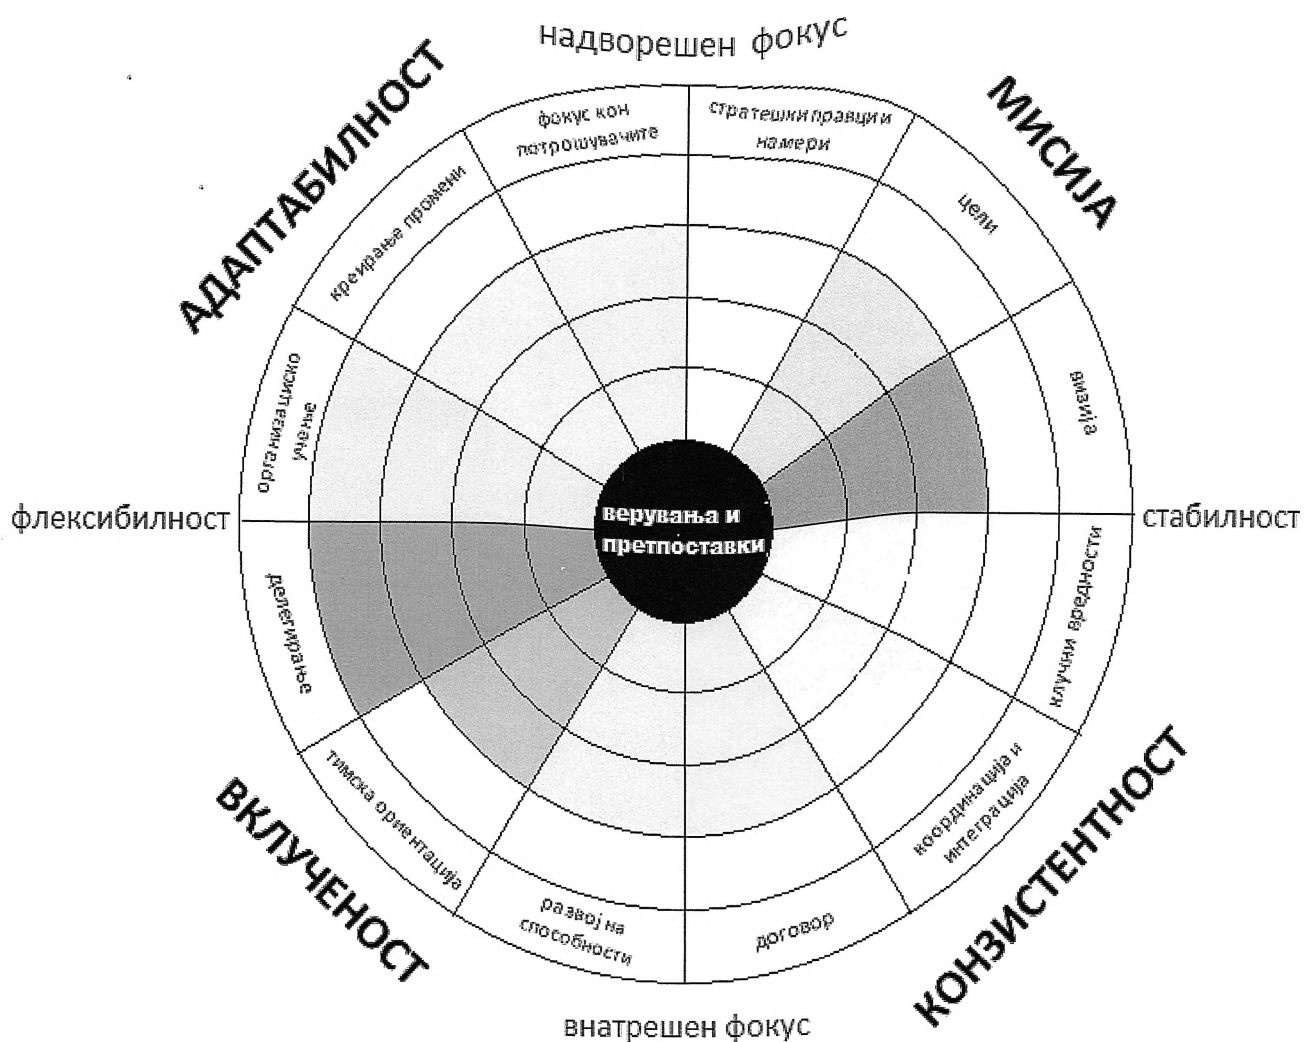 надворешен фокус
АДАПТАБИЛНОСТ
МИСИЈА
фокус кон
потрошувачите
стратешки правци и
намери
креирање промени
цели
организациско
учење
визија
флексибилност
верувања и
претпоставки
стабилност
делегирање
клучни вредности
тимска ориентација
координација и
интеграција
развој на
способности
договор
ВКЛУЧЕНОСТ
КОНЗИСТЕНТНОСТ
внатрешен фокус